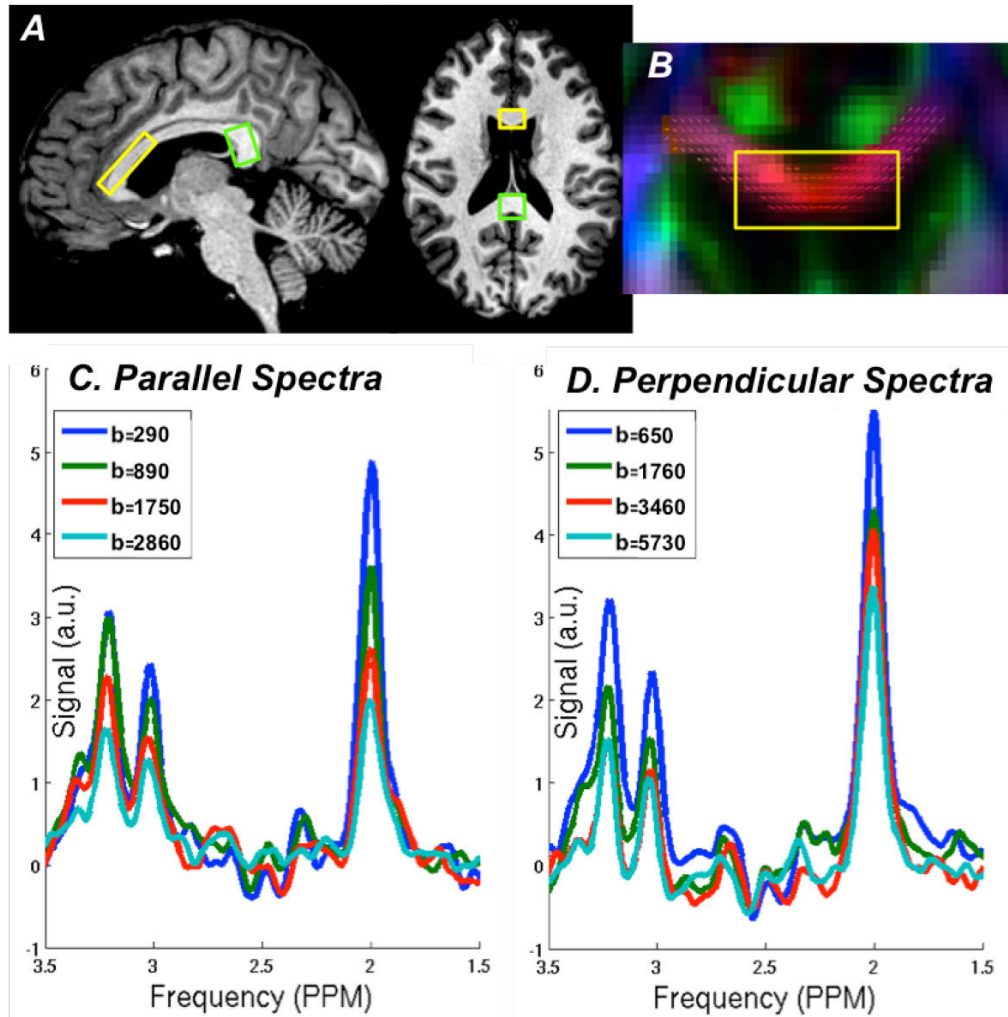 A
B
C. Parallel Spectra
6
5
4
3
2
1
0
-1
Signal (a.u.)
b=290
b=890
b=1750
b=2860
3.5 3 2.5 2 1.5
Frequency (PPM)
D. Perpendicular Spectra
6
5
4
3
2
1
0
-1
Signal (a.u.)
b=650
b=1760
b=3460
b=5730
3.5 3 2.5 2 1.5
Frequency (PPM)